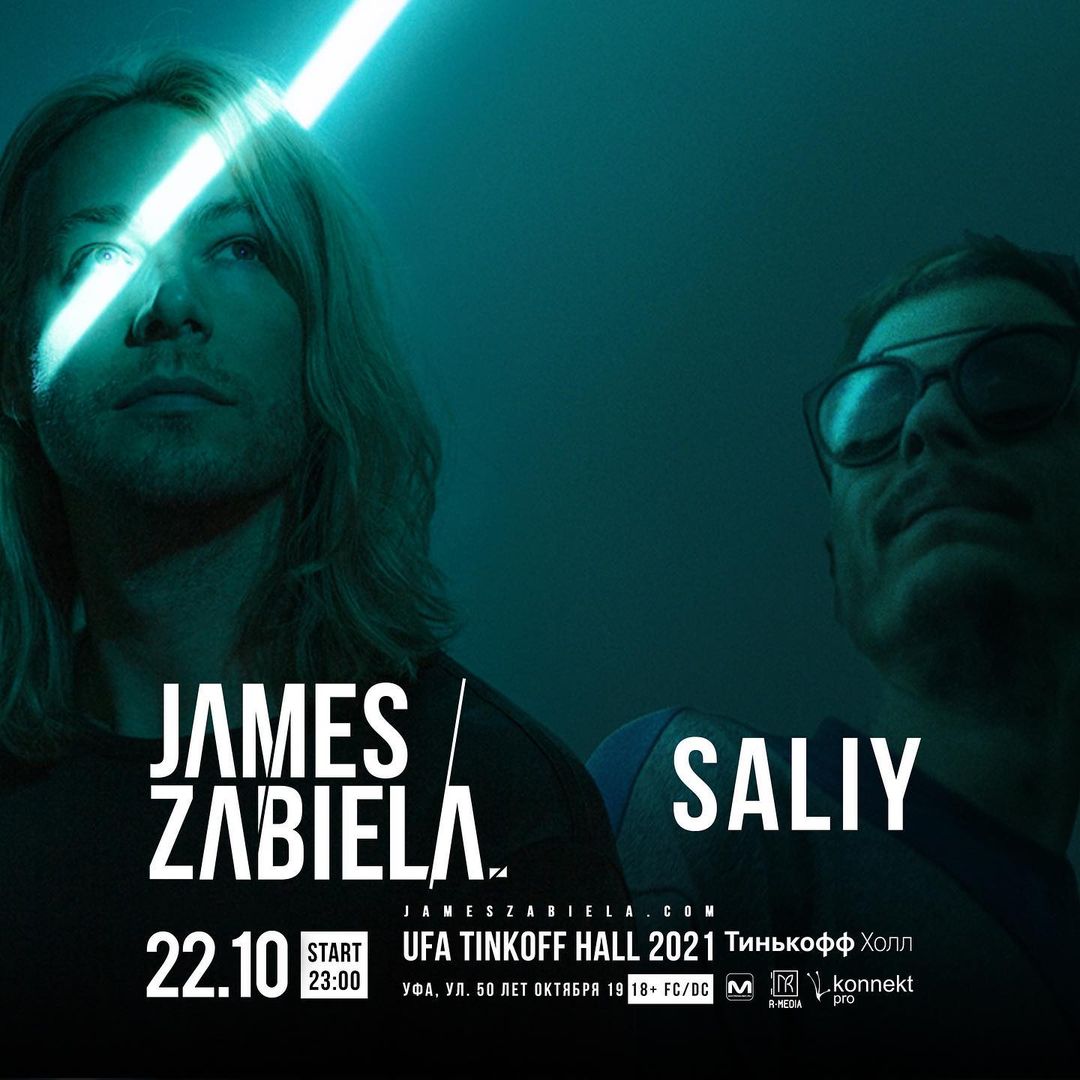 JAMES
ZABIELA
SALIY
JAMESZABIELA.COM
22.10
START
23:00
UFA TINKOFF HALL 2021
Тинькофф Холл
УФА, УЛ. 50 ЛЕТ ОКТЯБРЯ 19
18+ FC/DC
R-MEDIA
konnekt
pro